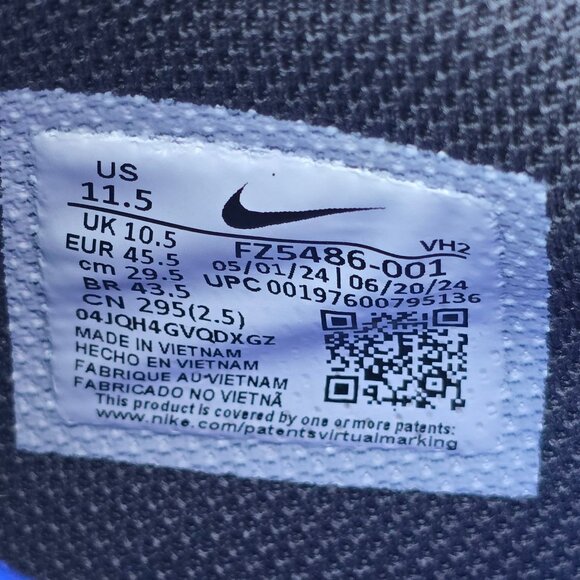 US
11.5
UK 10.5
EUR 45.5
cm 29.5
BR 43.5
CN 295(2.5)
04JQH4GVQDXGZ
VH2
FZ5486-001
05/01/24 | 06/20/24
UPC 00197600795136
MADE IN VIETNAM
HECHO EN VIETNAM
FABRIQUE AU VIETNAM
FABRICADO NO VIETNÃ
This product is covered by one or more patents:
www.nike.com/patentsvirtualmarking